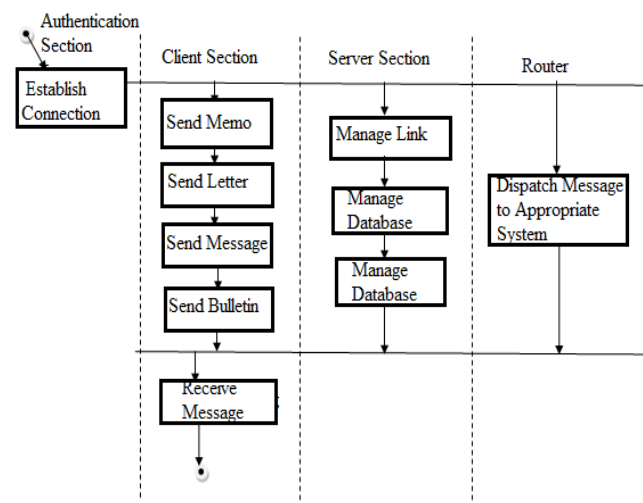 Authentication
Section
Client Section
Server Section
Router
Establish
Connection
Send Memo
Send Letter
Send Message
Send Bulletin
Manage Link
Manage
Database
Manage
Database
Dispatch Message
to Appropriate
System
Receive
Message